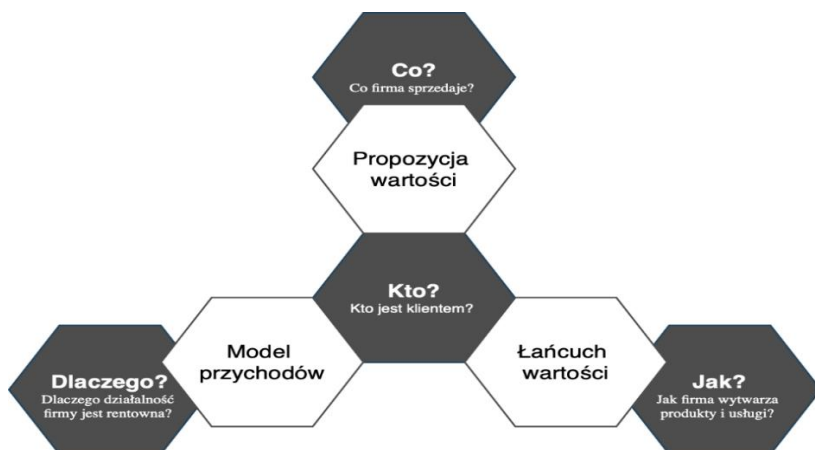 Co?
Co firma sprzedaje?
Propozycja
wartości
Kto?
Kto jest klientem?
Model
przychodów
Łańcuch
wartości
Dlaczego?
Dlaczego działalność
firmy jest rentowna?
Jak?
Jak firma wytwarza
produkty i usługi?